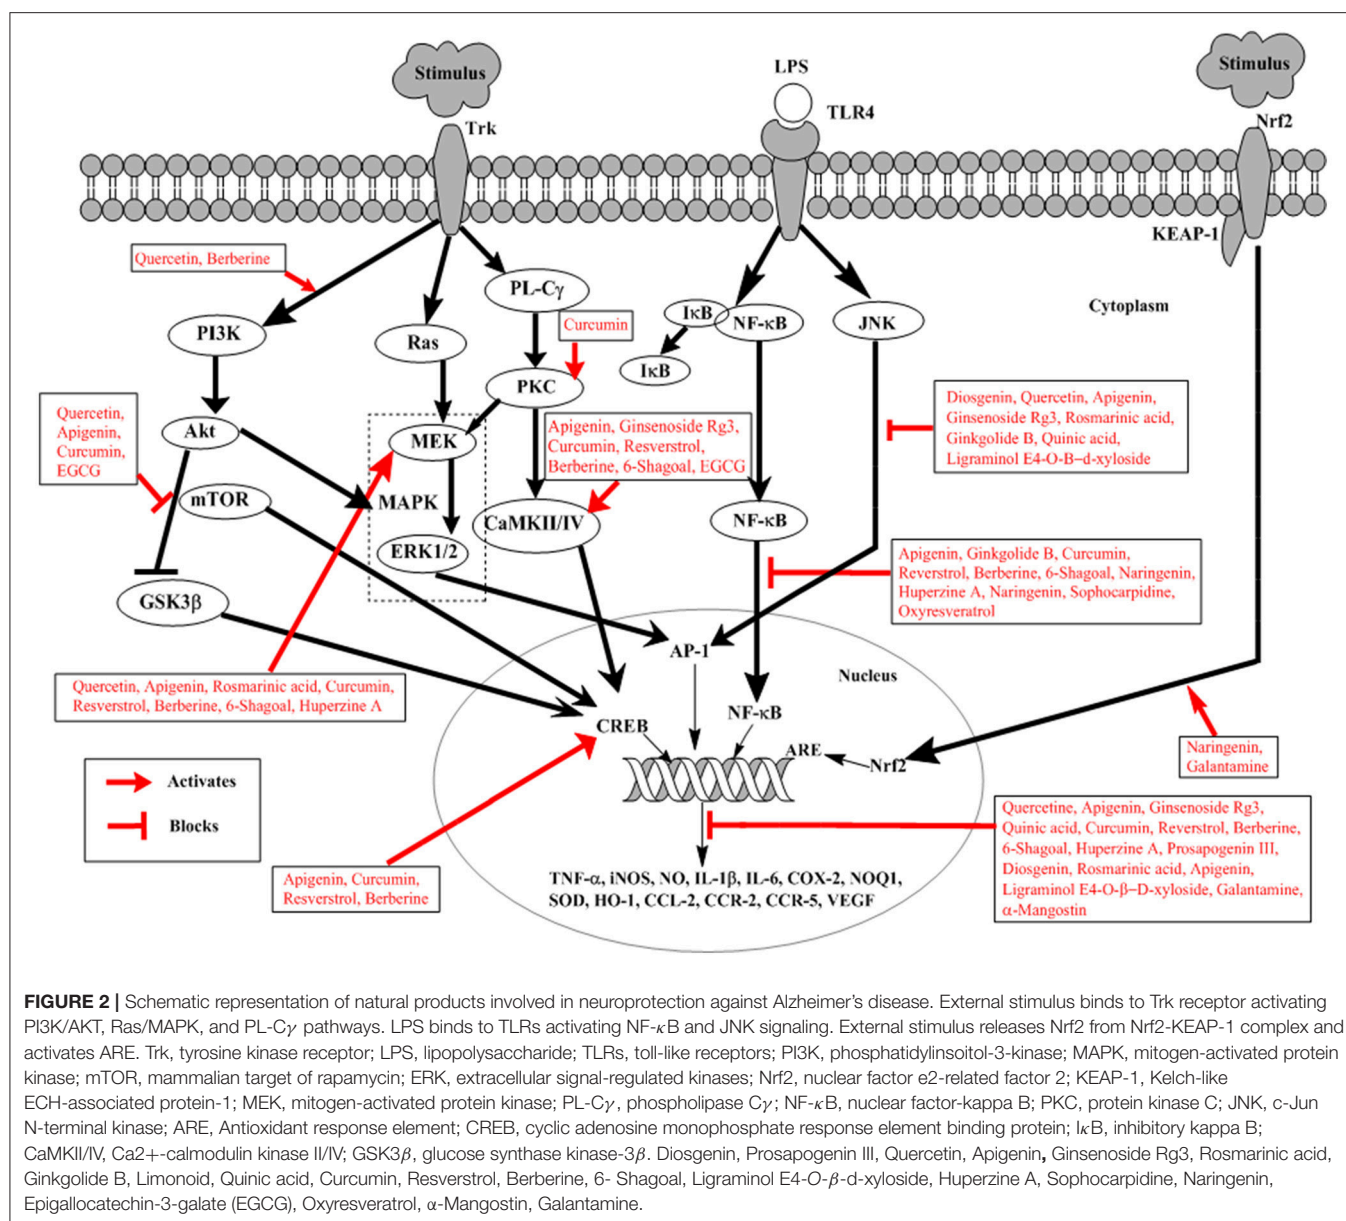 Stimulus
LPS
Stimulus
Trk
TLR4
Nrf2
KEAP-1
Quercetin, Berberine
PL-Cγ
Cytoplasm
PI3K
Ras
Curcumin
IκB
NF-κB
JNK
IκB
PKC
Quercetin,
Apigenin,
Curcumin,
EGCG
Akt
MEK
Apigenin, Ginsenoside Rg3,
Curcumin, Resverstrol,
Berberine, 6-Shagoal, EGCG
Diosgenin, Quercetin, Apigenin,
Ginsenoside Rg3, Rosmarinic acid,
Ginkgolide B, Quinic acid,
Ligraminol E4-O-B–d-xyloside
mTOR
MAPK
CaMKII/IV
NF-κB
ERK1/2
GSK3β
Apigenin, Ginkgolide B, Curcumin,
Reverstrol, Berberine, 6-Shagoal, Naringenin,
Huperzine A, Naringenin, Sophocarpidine,
Oxyresveratrol
AP-1
Nucleus
Quercetin, Apigenin, Rosmarinic acid, Curcumin,
Resverstrol, Berberine, 6-Shagoal, Huperzine A
NF-κB
CREB
ARE
Nrf2
Naringenin,
Galantamine
Activates
Blocks
Quercetine, Apigenin, Ginsenoside Rg3,
Quinic acid, Curcumin, Reverstrol, Berberine,
6-Shagoal, Huperzine A, Prosapogenin III,
Diosgenin, Rosmarinic acid, Apigenin,
Ligraminol E4-O-β–D-xyloside, Galantamine,
α-Mangostin
Apigenin, Curcumin,
Resverstrol, Berberine
TNF-α, iNOS, NO, IL-1β, IL-6, COX-2, NOQ1,
SOD, HO-1, CCL-2, CCR-2, CCR-5, VEGF
FIGURE 2 | Schematic representation of natural products involved in neuroprotection against Alzheimer's disease. External stimulus binds to Trk receptor activating
PI3K/AKT, Ras/MAPK, and PL-Cγ pathways. LPS binds to TLRs activating NF-κB and JNK signaling. External stimulus releases Nrf2 from Nrf2-KEAP-1 complex and
activates ARE. Trk, tyrosine kinase receptor; LPS, lipopolysaccharide; TLRs, toll-like receptors; PI3K, phosphatidylinsoitol-3-kinase; MAPK, mitogen-activated protein
kinase; mTOR, mammalian target of rapamycin; ERK, extracellular signal-regulated kinases; Nrf2, nuclear factor e2-related factor 2; KEAP-1, Kelch-like
ECH-associated protein-1; MEK, mitogen-activated protein kinase; PL-Cγ, phospholipase Cγ; NF-κB, nuclear factor-kappa B; PKC, protein kinase C; JNK, c-Jun
N-terminal kinase; ARE, Antioxidant response element; CREB, cyclic adenosine monophosphate response element binding protein; IκB, inhibitory kappa B;
CaMKII/IV, Ca2+-calmodulin kinase II/IV; GSK3β, glucose synthase kinase-3β. Diosgenin, Prosapogenin III, Quercetin, Apigenin, Ginsenoside Rg3, Rosmarinic acid,
Ginkgolide B, Limonoid, Quinic acid, Curcumin, Resverstrol, Berberine, 6- Shagoal, Ligraminol E4-O-β-d-xyloside, Huperzine A, Sophocarpidine, Naringenin,
Epigallocatechin-3-galate (EGCG), Oxyresveratrol, α-Mangostin, Galantamine.